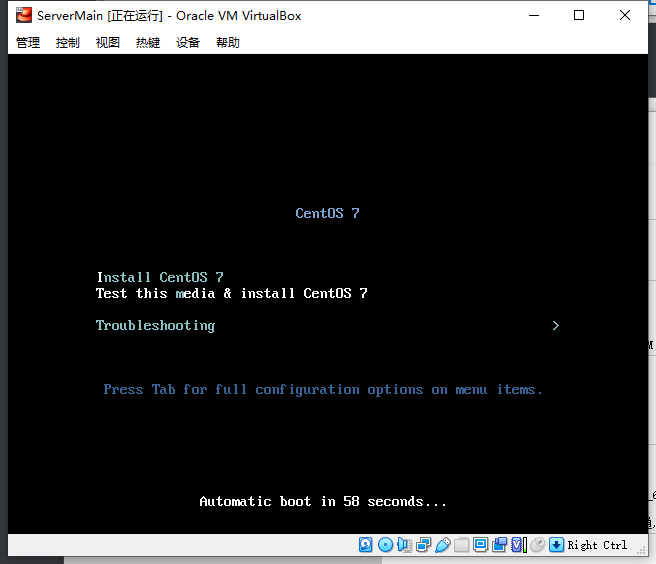 ServerMain [正在运行] - Oracle VM VirtualBox
管理 控制 视图 热键 设备 帮助
CentOS 7
Install CentOS 7
Test this media & install CentOS 7
Troubleshooting >
Press Tab for full configuration options on menu items.
Automatic boot in 58 seconds...
Right Ctrl